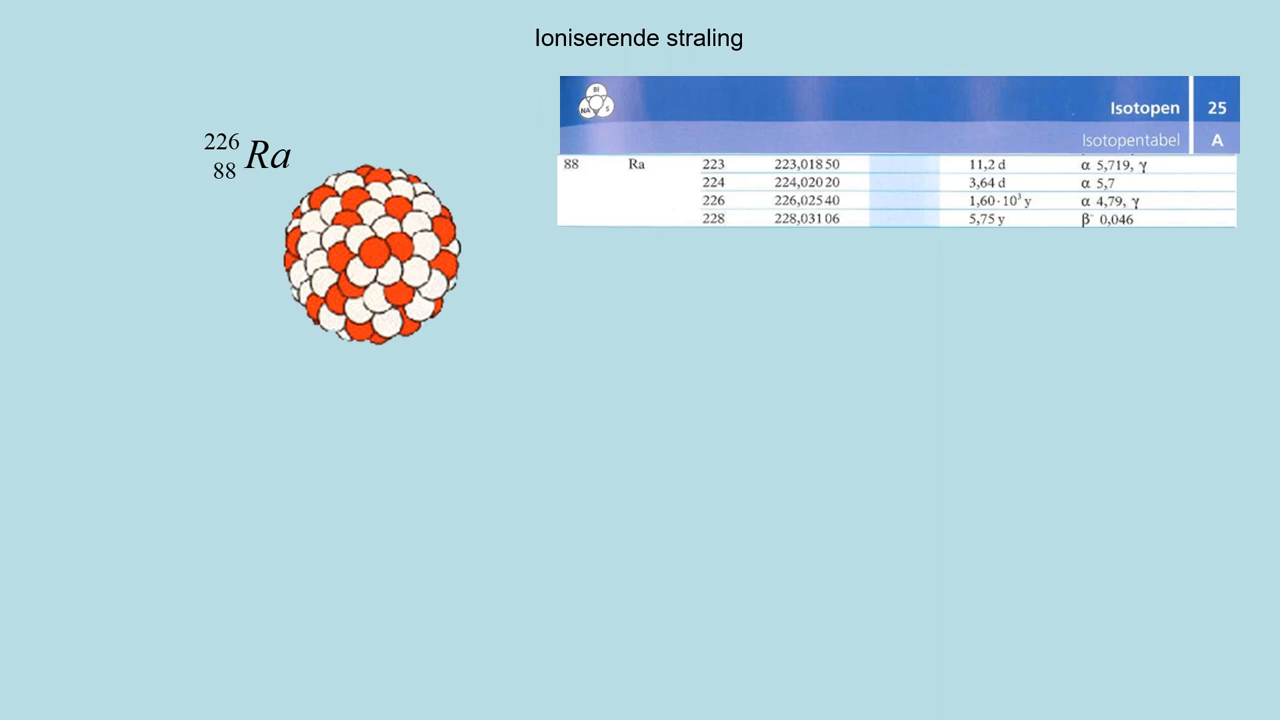 Ioniserende straling
226
88 Ra
BI
NA S
Isotopen 25
Isotopentabel A
88 Ra 223 223,018 50 11,2 d α 5,719, γ
224 224,020 20 3,64 d α 5,7
226 226,025 40 1,60·10³ y α 4,79, γ
228 228,031 06 5,75 y β⁻ 0,046